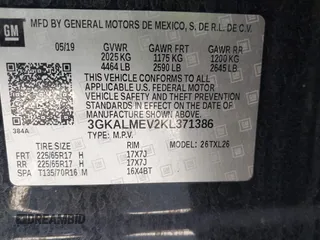 GM
MFD BY GENERAL MOTORS DE MEXICO, S. DE R.L. DE C.V.
05/19 GVWR GAWR FRT GAWR RR
2025 KG 1175 KG 1200 KG
4464 LB 2590 LB 2645 LB
THIS VEHICLE CONFORMS TO ALL
APPLICABLE U.S. FEDERAL MOTOR
VEHICLE SAFETY AND THEFT
PREVENTION STANDARDS IN EFFECT
ON THE DATE OF MANUFACTURE
SHOWN ABOVE.
384A
3GKALMEV2KL371386
TYPE: M.P.V.
TIRE SIZE RIM 26TXL26
FRT 225/65R17 H 17X7J
RR 225/65R17 H 17X7J
SPA T135/70R16 M 16X4BT
DREAMBID